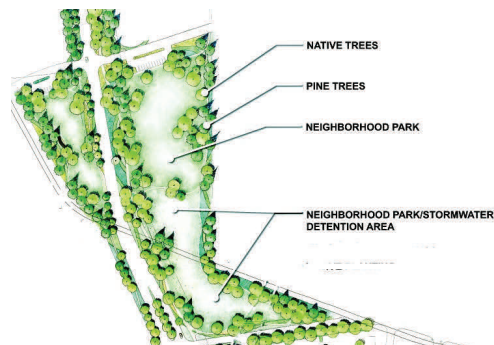 NATIVE TREES
PINE TREES
NEIGHBORHOOD PARK
NEIGHBORHOOD PARK/STORMWATER
DETENTION AREA